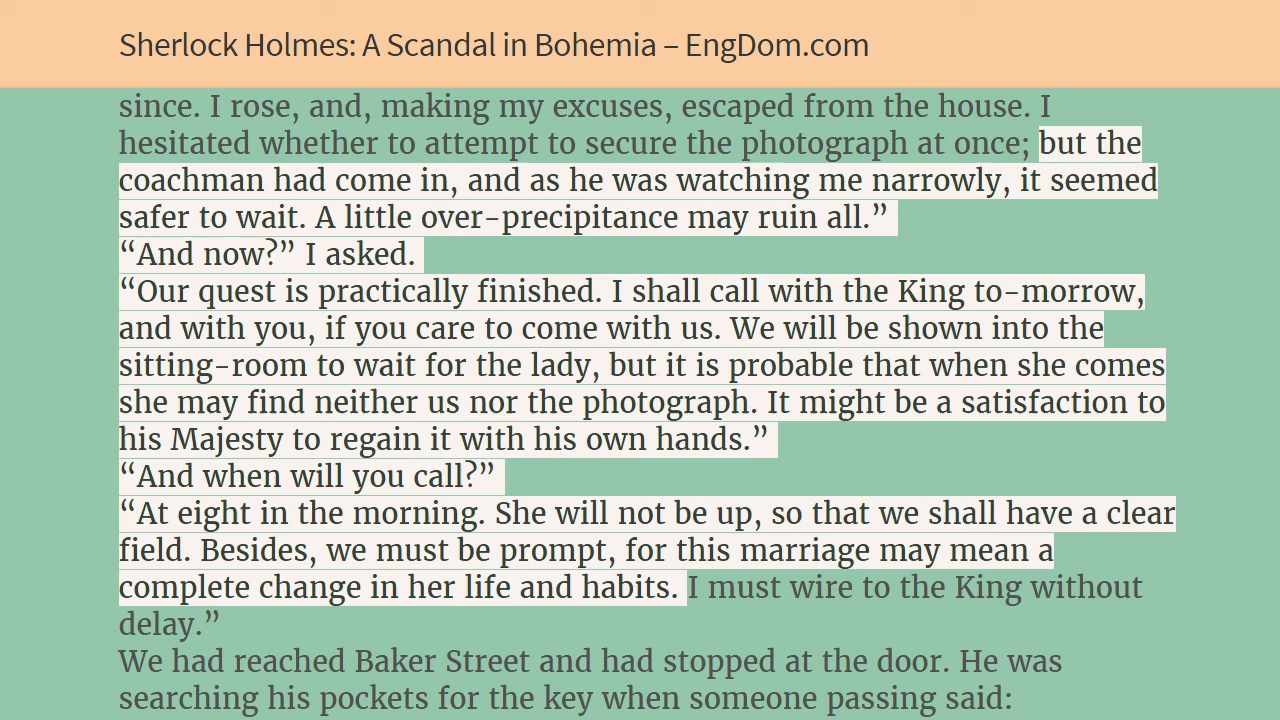 Sherlock Holmes: A Scandal in Bohemia – EngDom.com
since. I rose, and, making my excuses, escaped from the house. I
hesitated whether to attempt to secure the photograph at once; but the
coachman had come in, and as he was watching me narrowly, it seemed
safer to wait. A little over-precipitance may ruin all.”
“And now?” I asked.
“Our quest is practically finished. I shall call with the King to-morrow,
and with you, if you care to come with us. We will be shown into the
sitting-room to wait for the lady, but it is probable that when she comes
she may find neither us nor the photograph. It might be a satisfaction to
his Majesty to regain it with his own hands.”
“And when will you call?”
“At eight in the morning. She will not be up, so that we shall have a clear
field. Besides, we must be prompt, for this marriage may mean a
complete change in her life and habits. I must wire to the King without
delay.”
We had reached Baker Street and had stopped at the door. He was
searching his pockets for the key when someone passing said: